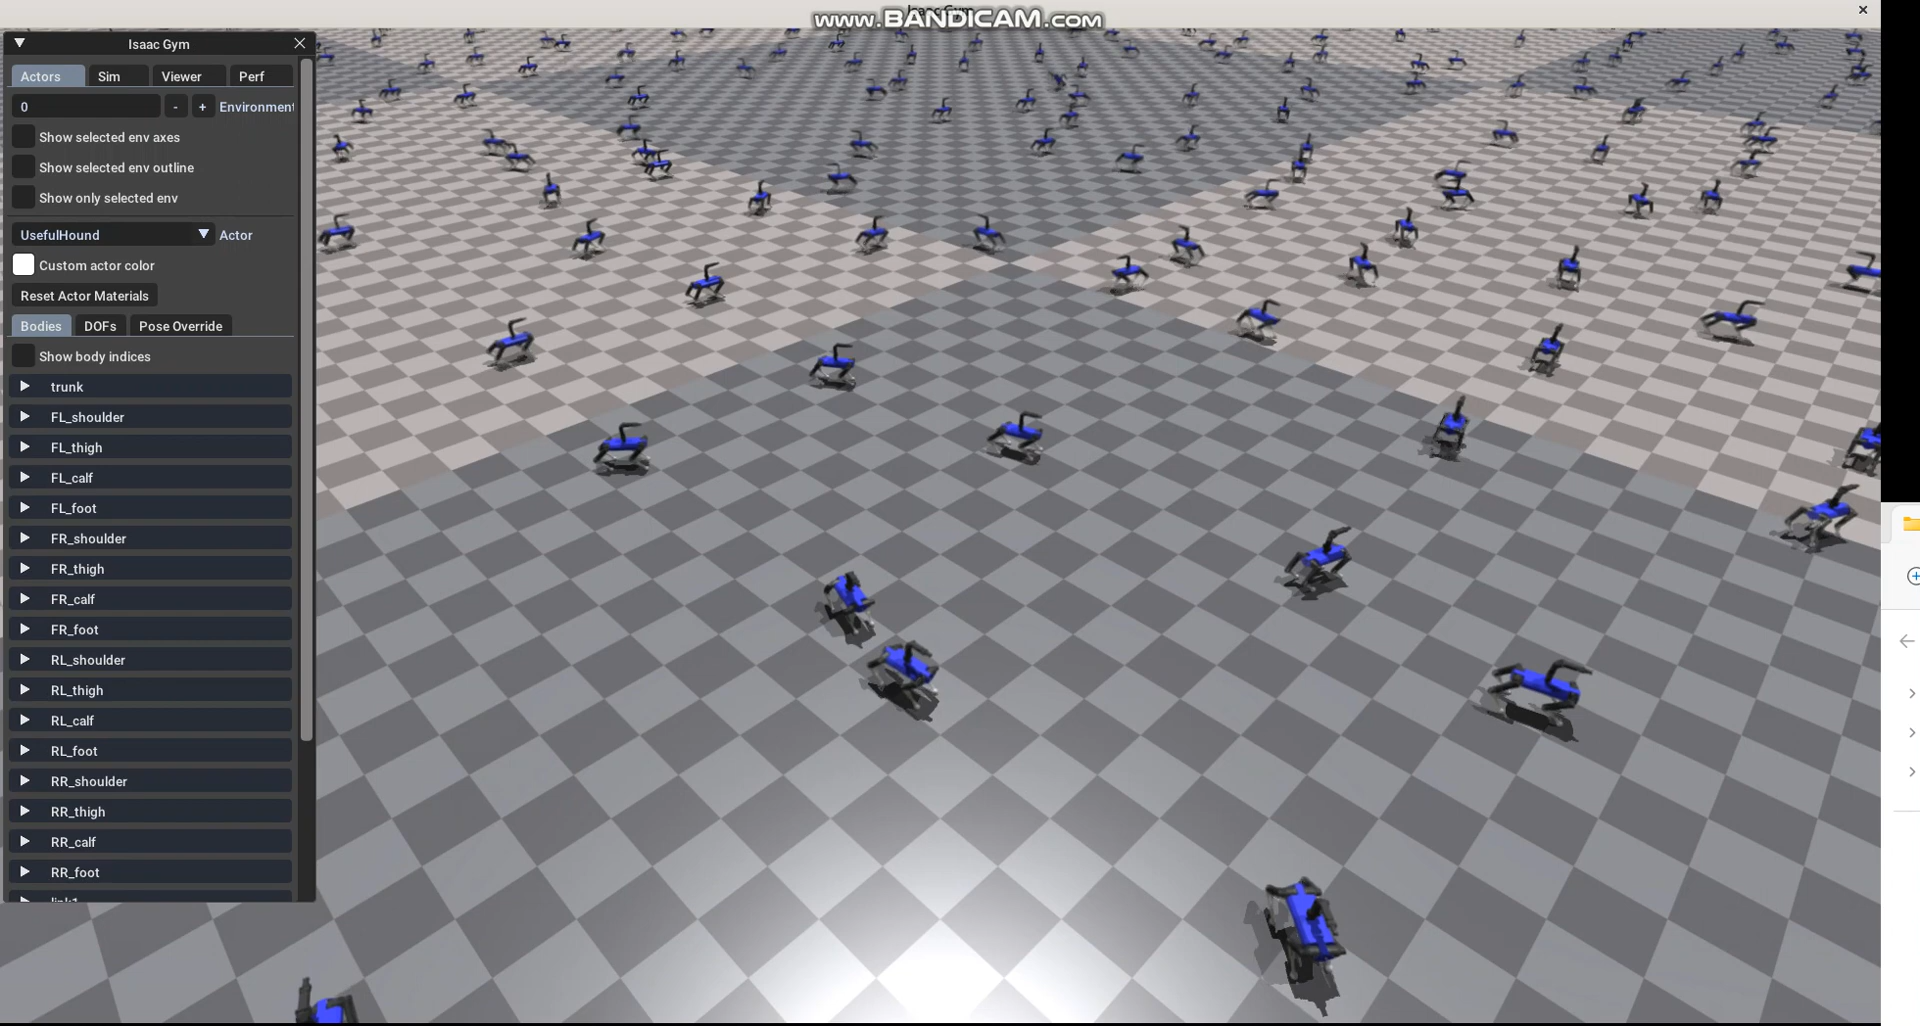 www.BANDICAM.com
Isaac Gym
Actors Sim Viewer Perf
0 - + Environment
Show selected env axes
Show selected env outline
Show only selected env
UsefulHound Actor
Custom actor color
Reset Actor Materials
Bodies DOFs Pose Override
Show body indices
trunk
FL_shoulder
FL_thigh
FL_calf
FL_foot
FR_shoulder
FR_thigh
FR_calf
FR_foot
RL_shoulder
RL_thigh
RL_calf
RL_foot
RR_shoulder
RR_thigh
RR_calf
RR_foot